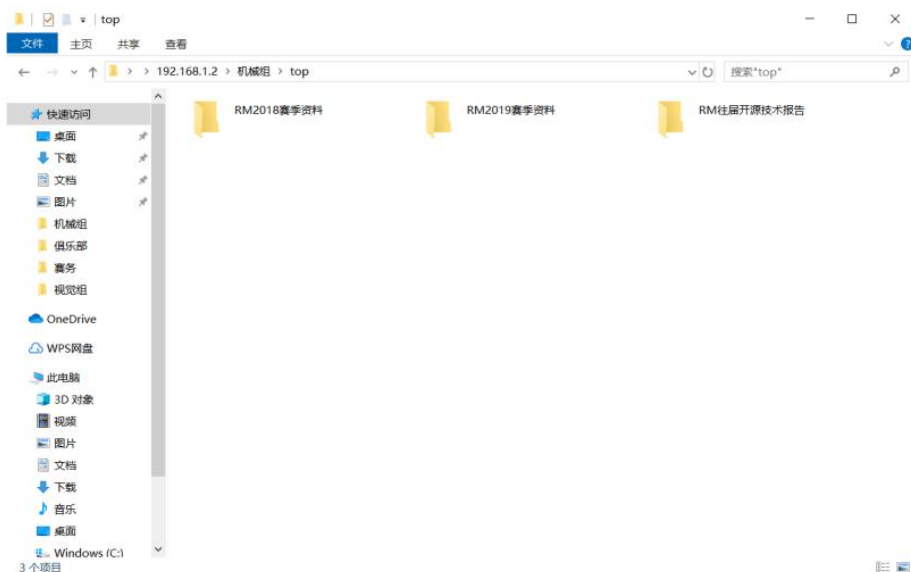 top
文件 主页 共享 查看
192.168.1.2 > 机械组 > top
搜索"top"
快速访问
桌面
下载
文档
图片
机械组
俱乐部
赛务
视觉组
OneDrive
WPS网盘
此电脑
3D 对象
视频
图片
文档
下载
音乐
桌面
Windows (C:)
RM2018赛季资料
RM2019赛季资料
RM往届开源技术报告
3 个项目